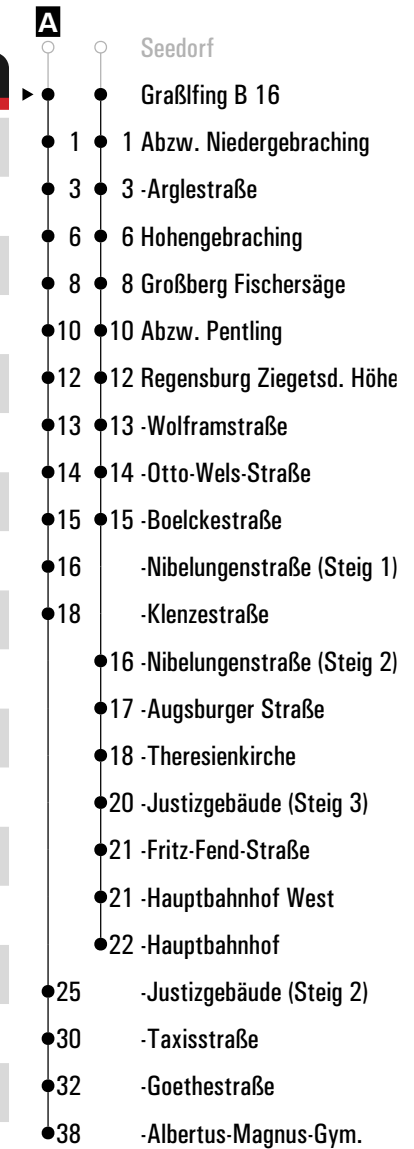 A
Seedorf
Graßlfing B 16
1 1 Abzw. Niedergebraching
3 3 -Arglestraße
6 6 Hohengebraching
8 8 Großberg Fischersäge
10 10 Abzw. Pentling
12 12 Regensburg Ziegetsd. Höhe
13 13 -Wolframstraße
14 14 -Otto-Wels-Straße
15 15 -Boelckestraße
16 -Nibelungenstraße (Steig 1)
18 -Klenzestraße
16 -Nibelungenstraße (Steig 2)
17 -Augsburger Straße
18 -Theresienkirche
20 -Justizgebäude (Steig 3)
21 -Fritz-Fend-Straße
21 -Hauptbahnhof West
22 -Hauptbahnhof
25 -Justizgebäude (Steig 2)
30 -Taxisstraße
32 -Goethestraße
38 -Albertus-Magnus-Gym.